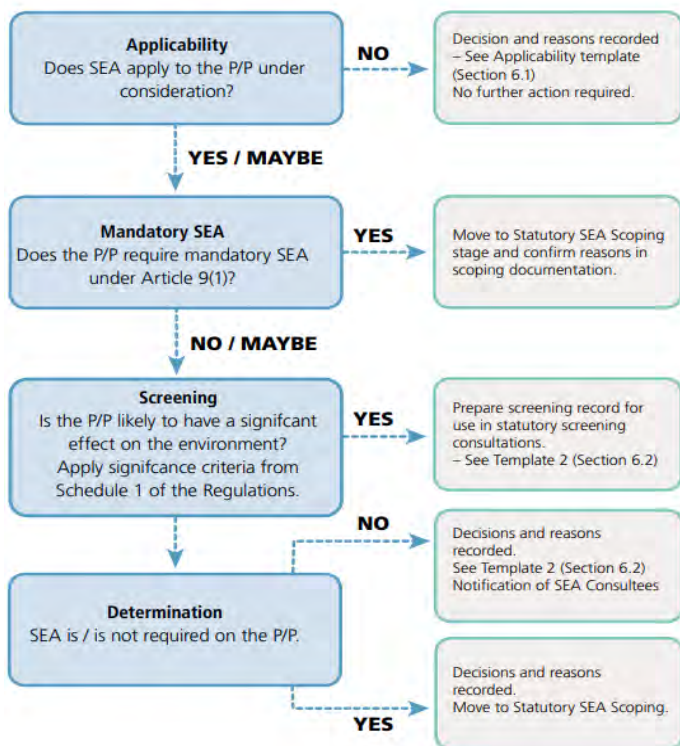 Applicability
Does SEA apply to the P/P under
consideration?
NO
Decision and reasons recorded
– See Applicability template
(Section 6.1)
No further action required.
YES / MAYBE
Mandatory SEA
Does the P/P require mandatory SEA
under Article 9(1)?
YES
Move to Statutory SEA Scoping
stage and confirm reasons in
scoping documentation.
NO / MAYBE
Screening
Is the P/P likely to have a signifcant
effect on the environment?
Apply signifcance criteria from
Schedule 1 of the Regulations.
YES
Prepare screening record for
use in statutory screening
consultations.
– See Template 2 (Section 6.2)
NO
Decisions and reasons
recorded.
See Template 2 (Section 6.2)
Notification of SEA Consultees
Determination
SEA is / is not required on the P/P.
YES
Decisions and reasons
recorded.
Move to Statutory SEA Scoping.